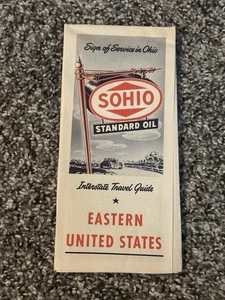 Sign of Service in Ohio
SOHIO
STANDARD OIL
Interstate Travel Guide
EASTERN
UNITED STATES